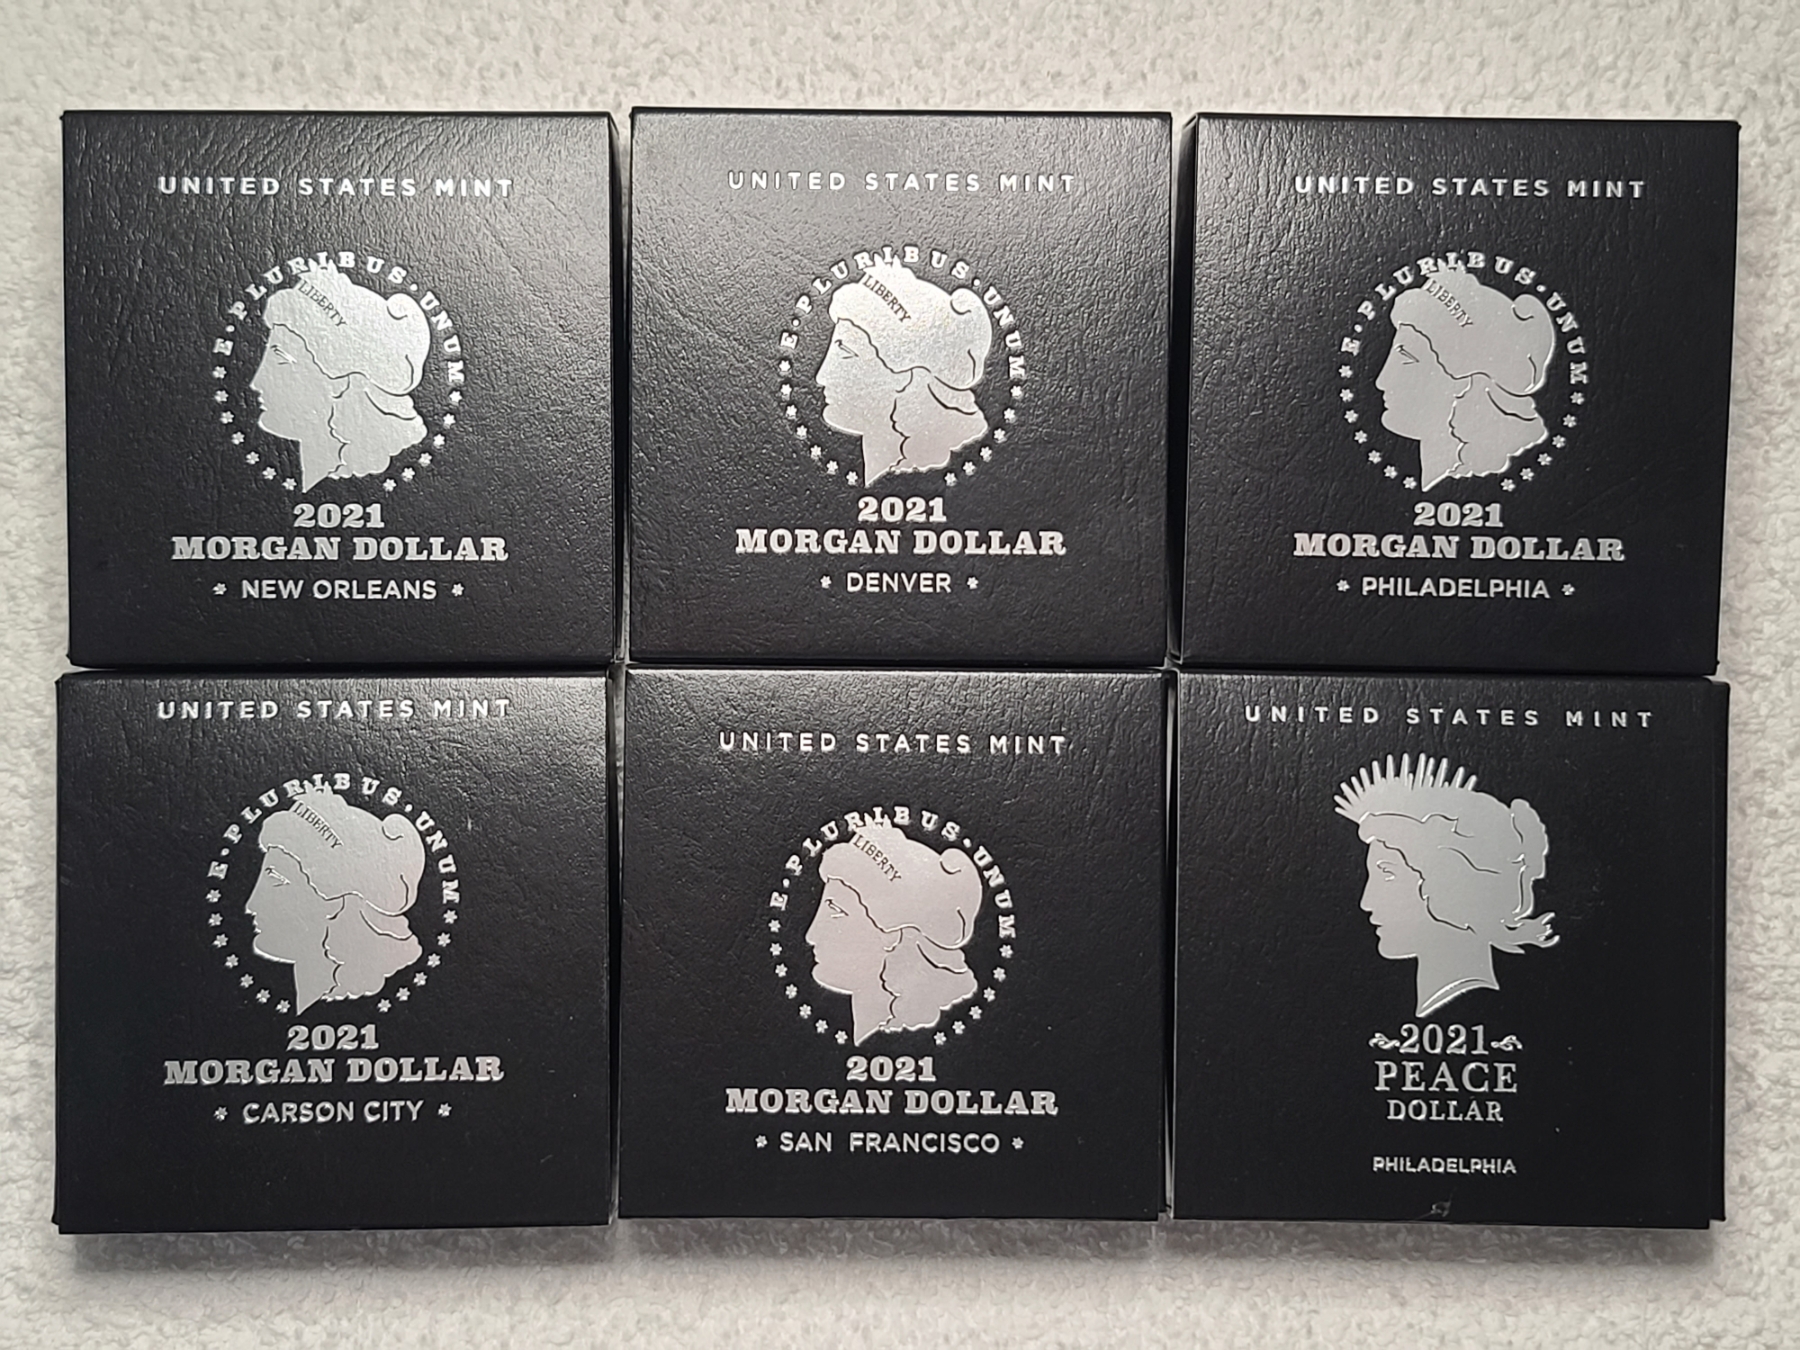 UNITED STATES MINT
E·PLURIBUS·UNUM
LIBERTY
2021
MORGAN DOLLAR
* NEW ORLEANS *
UNITED STATES MINT
E·PLURIBUS·UNUM
LIBERTY
2021
MORGAN DOLLAR
* DENVER *
UNITED STATES MINT
E·PLURIBUS·UNUM
LIBERTY
2021
MORGAN DOLLAR
* PHILADELPHIA *
UNITED STATES MINT
E·PLURIBUS·UNUM
LIBERTY
2021
MORGAN DOLLAR
* CARSON CITY *
UNITED STATES MINT
E·PLURIBUS·UNUM
LIBERTY
2021
MORGAN DOLLAR
* SAN FRANCISCO *
UNITED STATES MINT
2021
PEACE
DOLLAR
PHILADELPHIA